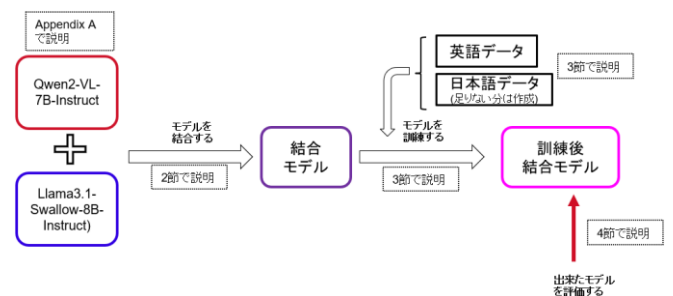 Appendix A
で説明
Qwen2-VL-
7B-Instruct
Llama3.1-
Swallow-8B-
Instruct)
モデルを
結合する
2節で説明
結合
モデル
英語データ
日本語データ
(足りない分は作成)
3節で説明
モデルを
訓練する
3節で説明
訓練後
結合モデル
4節で説明
出来たモデル
を評価する